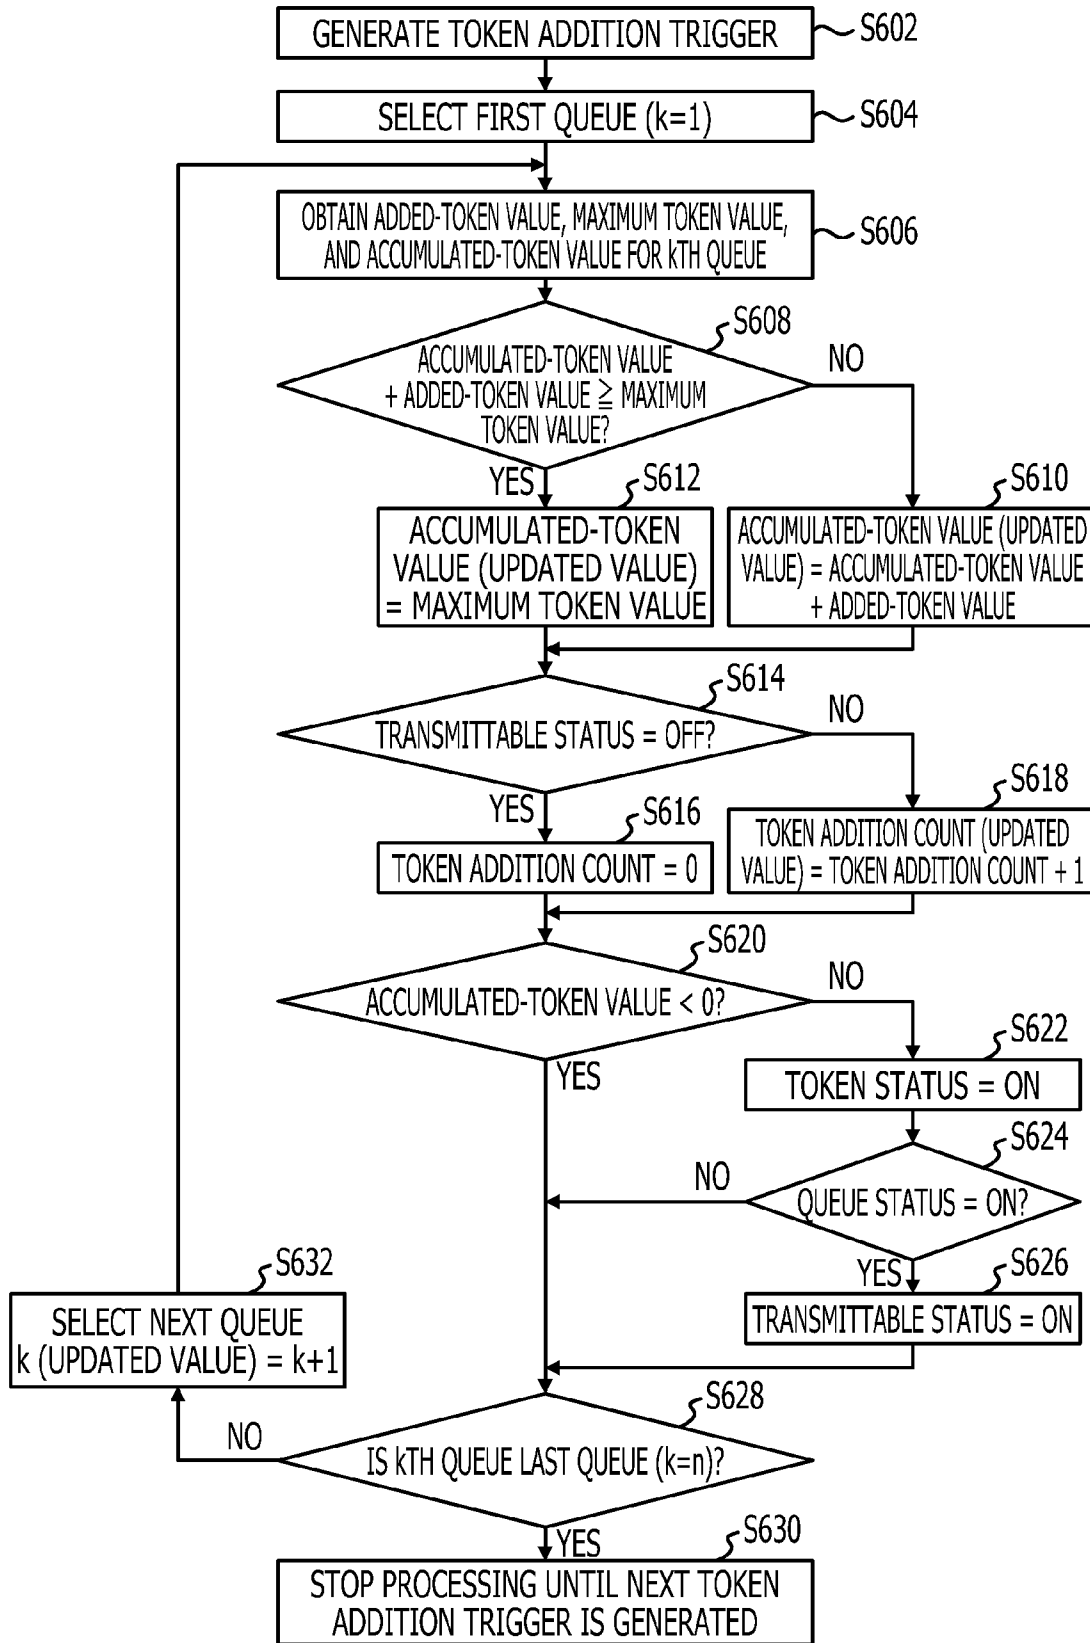 GENERATE TOKEN ADDITION TRIGGER
S602
SELECT FIRST QUEUE (k=1)
S604
OBTAIN ADDED-TOKEN VALUE, MAXIMUM TOKEN VALUE,
AND ACCUMULATED-TOKEN VALUE FOR kTH QUEUE
S606
S608
ACCUMULATED-TOKEN VALUE
+ ADDED-TOKEN VALUE ≧ MAXIMUM
TOKEN VALUE?
NO
YES
S612
ACCUMULATED-TOKEN
VALUE (UPDATED VALUE)
= MAXIMUM TOKEN VALUE
S610
ACCUMULATED-TOKEN VALUE (UPDATED
VALUE) = ACCUMULATED-TOKEN VALUE
+ ADDED-TOKEN VALUE
S614
TRANSMITTABLE STATUS = OFF?
NO
YES
S616
TOKEN ADDITION COUNT = 0
S618
TOKEN ADDITION COUNT (UPDATED
VALUE) = TOKEN ADDITION COUNT + 1
S620
ACCUMULATED-TOKEN VALUE < 0?
NO
YES
S622
TOKEN STATUS = ON
S624
QUEUE STATUS = ON?
NO
YES
S626
TRANSMITTABLE STATUS = ON
S632
SELECT NEXT QUEUE
k (UPDATED VALUE) = k+1
S628
IS kTH QUEUE LAST QUEUE (k=n)?
NO
YES
S630
STOP PROCESSING UNTIL NEXT TOKEN
ADDITION TRIGGER IS GENERATED